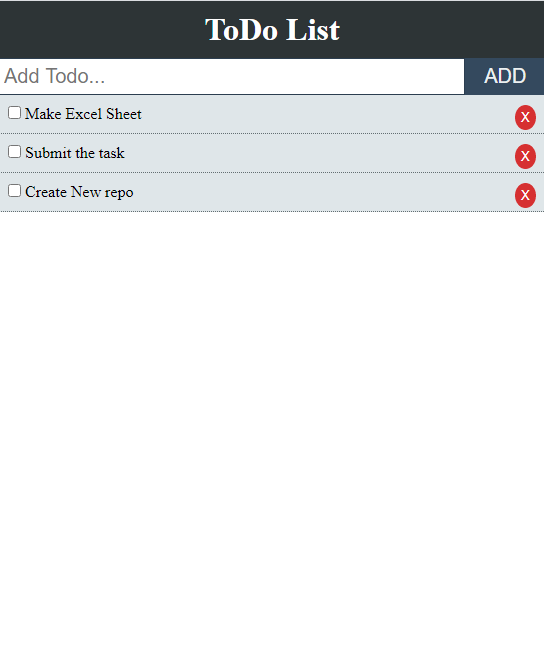 ToDo List
Add Todo... ADD
Make Excel Sheet X
Submit the task X
Create New repo X